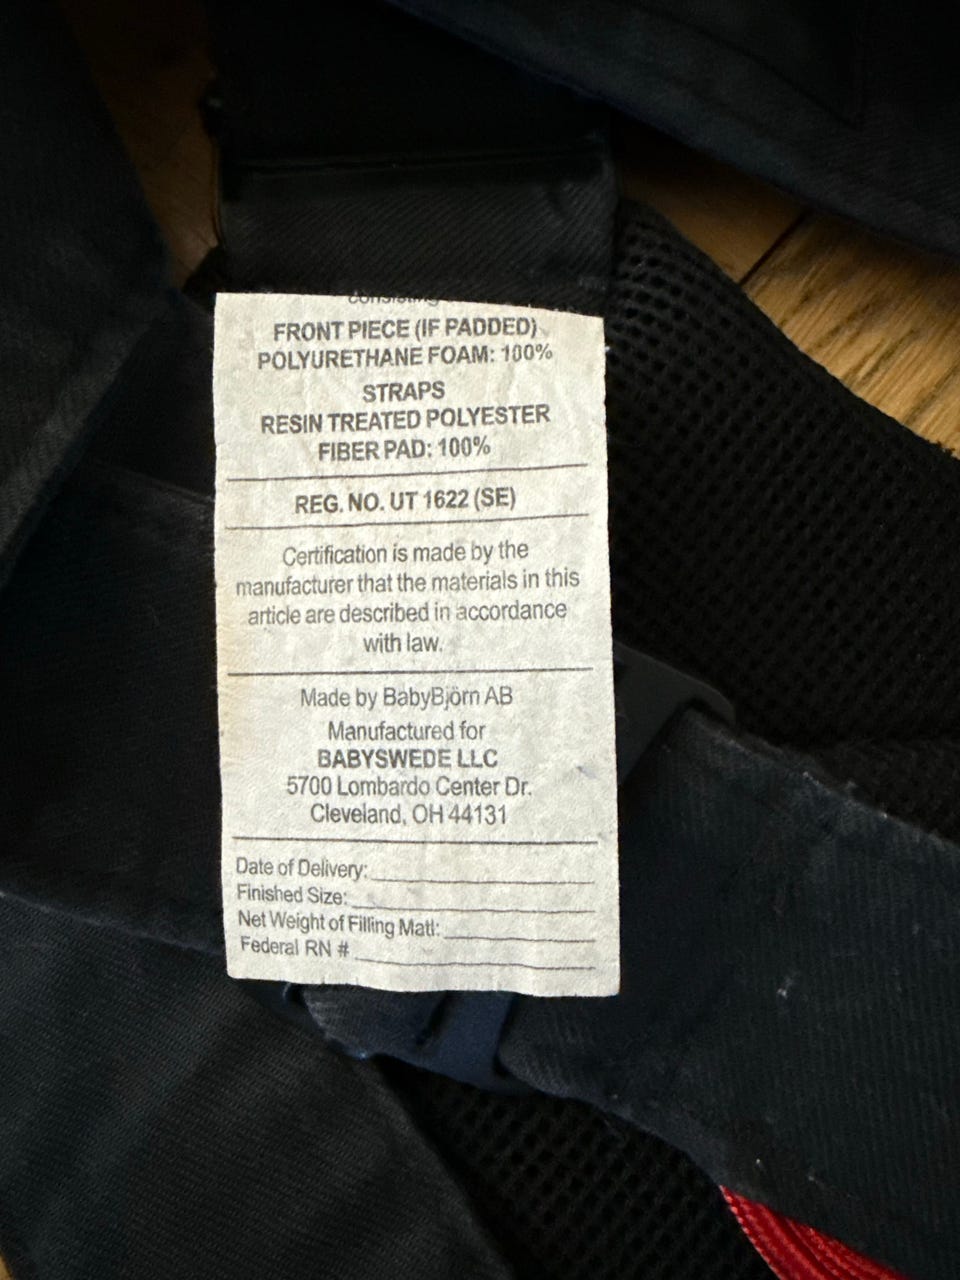 consisting
FRONT PIECE (IF PADDED)
POLYURETHANE FOAM: 100%
STRAPS
RESIN TREATED POLYESTER
FIBER PAD: 100%
REG. NO. UT 1622 (SE)
Certification is made by the
manufacturer that the materials in this
article are described in accordance
with law.
Made by BabyBjörn AB
Manufactured for
BABYSWEDE LLC
5700 Lombardo Center Dr.
Cleveland, OH 44131
Date of Delivery:
Finished Size:
Net Weight of Filling Matl:
Federal RN #